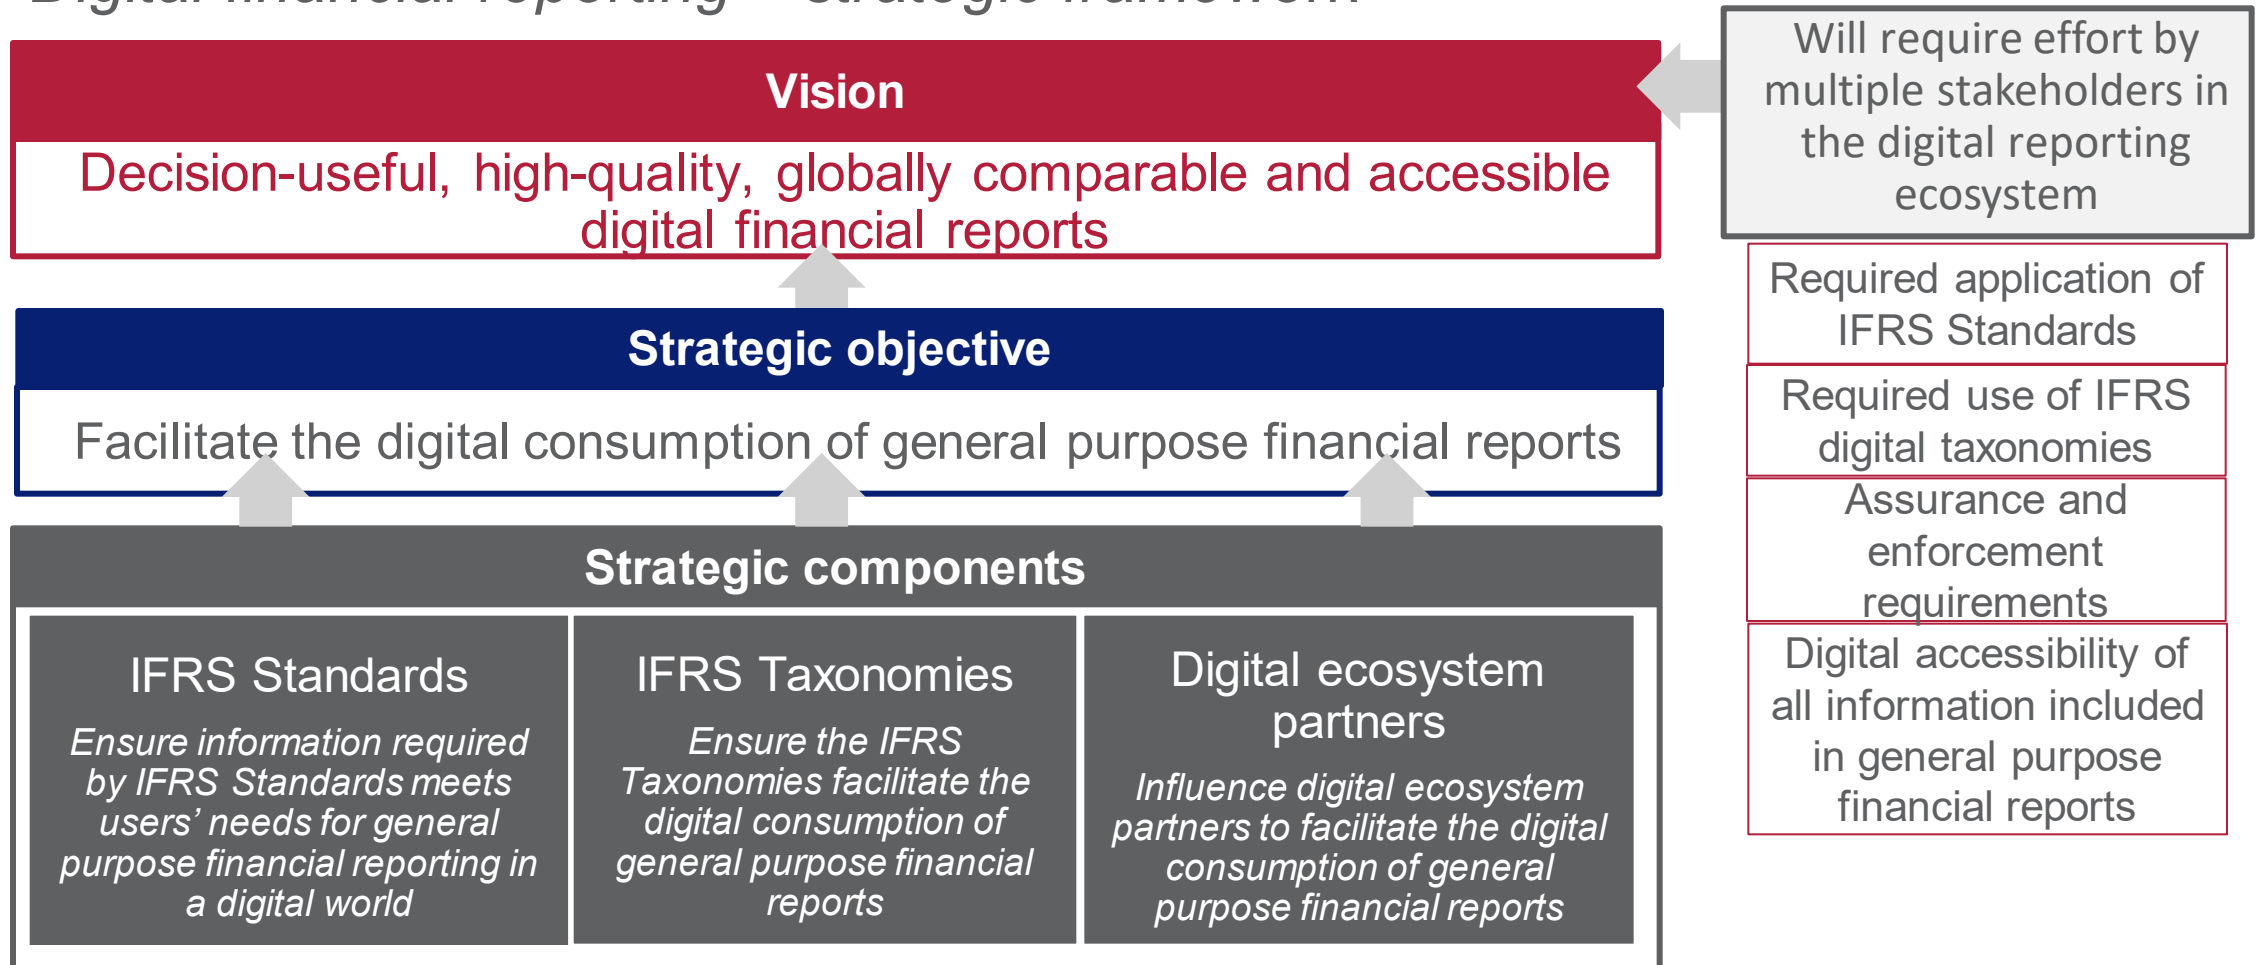 Digital financial reporting – strategic framework
Vision
Decision-useful, high-quality, globally comparable and accessible
digital financial reports
Strategic objective
Facilitate the digital consumption of general purpose financial reports
Strategic components
IFRS Standards
Ensure information required
by IFRS Standards meets
users’ needs for general
purpose financial reporting in
a digital world
IFRS Taxonomies
Ensure the IFRS
Taxonomies facilitate the
digital consumption of
general purpose financial
reports
Digital ecosystem
partners
Influence digital ecosystem
partners to facilitate the digital
consumption of general
purpose financial reports
Will require effort by
multiple stakeholders in
the digital reporting
ecosystem
Required application of
IFRS Standards
Required use of IFRS
digital taxonomies
Assurance and
enforcement
requirements
Digital accessibility of
all information included
in general purpose
financial reports